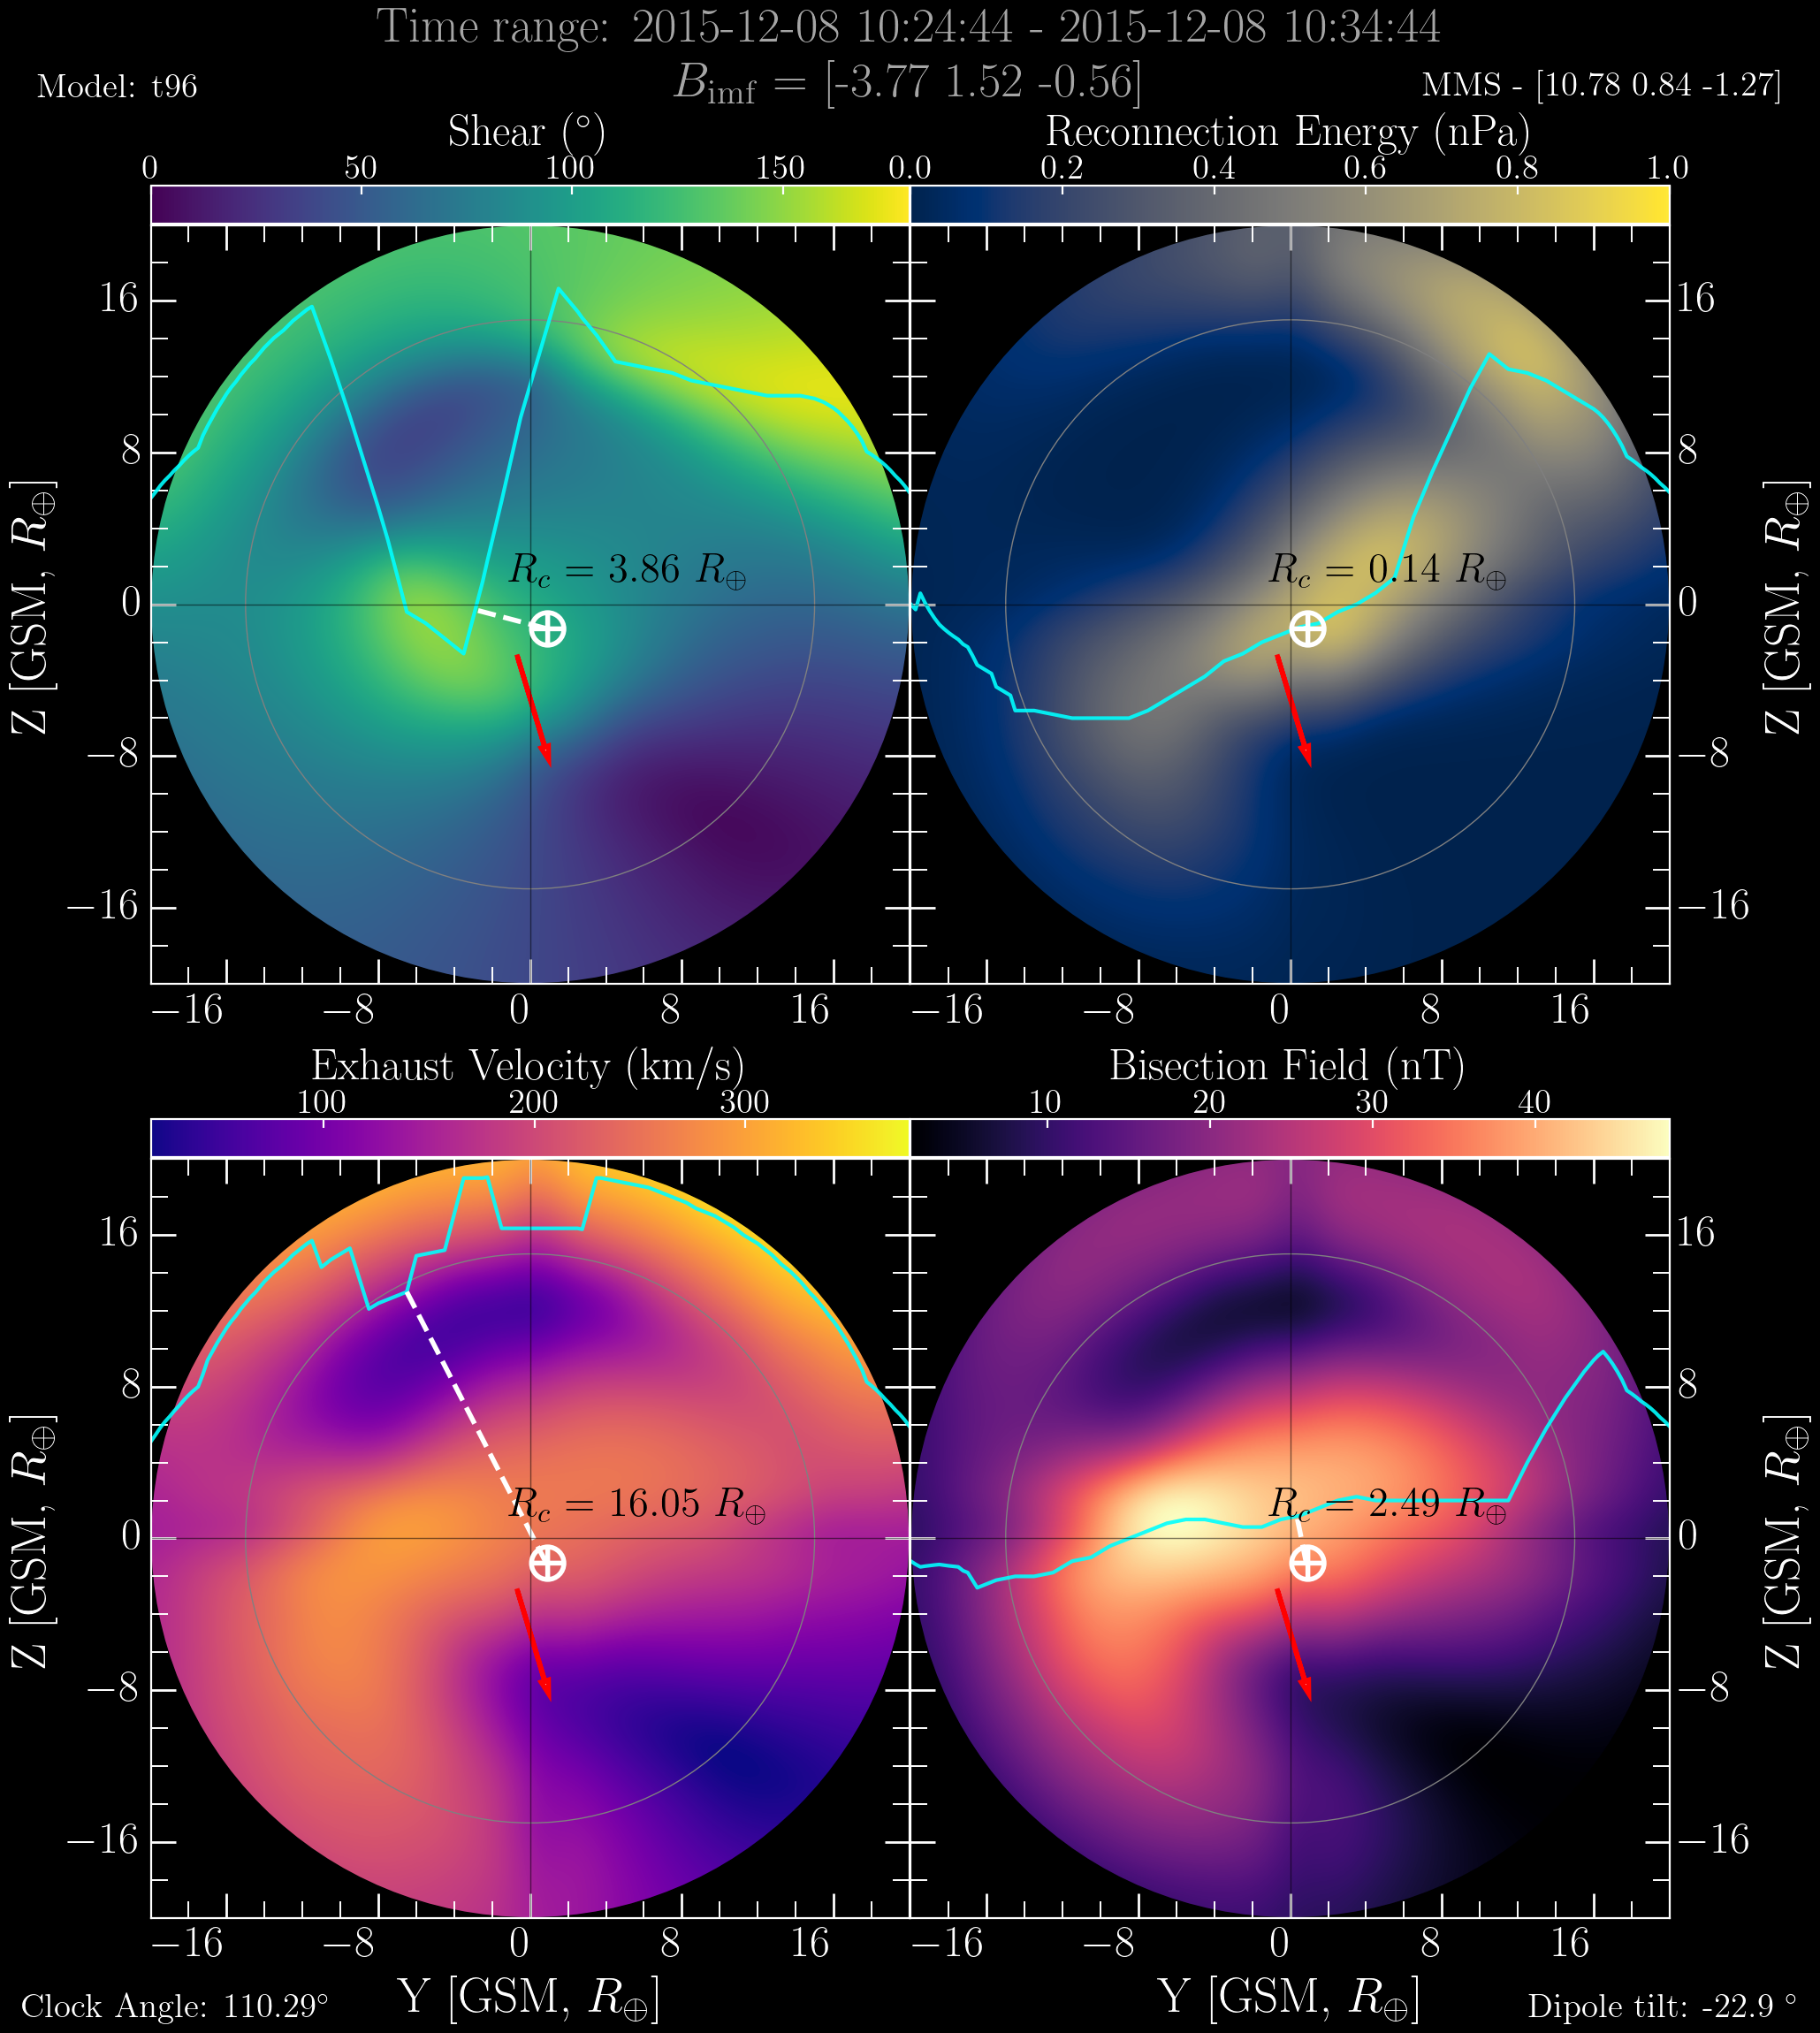 Time range: 2015-12-08 10:24:44 - 2015-12-08 10:34:44
Model: t96
B_imf = [-3.77 1.52 -0.56]
MMS - [10.78 0.84 -1.27]
Shear (°)
Reconnection Energy (nPa)
0 50 100 150
0.0 0.2 0.4 0.6 0.8 1.0
16
8
0
−8
−16
Z [GSM, R⊕]
R_c = 3.86 R⊕
−16 −8 0 8 16
R_c = 0.14 R⊕
16
8
0
−8
−16
Z [GSM, R⊕]
−16 −8 0 8 16
Exhaust Velocity (km/s)
Bisection Field (nT)
100 200 300
10 20 30 40
16
8
0
−8
−16
Z [GSM, R⊕]
R_c = 16.05 R⊕
−16 −8 0 8 16
Y [GSM, R⊕]
R_c = 2.49 R⊕
16
8
0
−8
−16
Z [GSM, R⊕]
−16 −8 0 8 16
Y [GSM, R⊕]
Clock Angle: 110.29°
Dipole tilt: -22.9 °